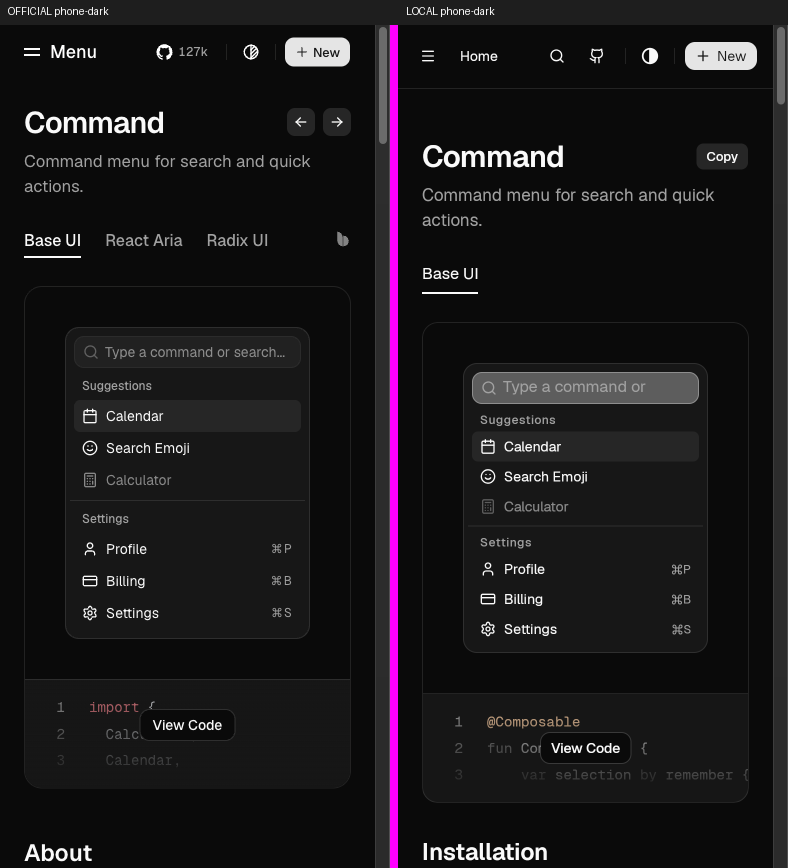 OFFICIAL phone-dark
Menu
127k
New
Command
Command menu for search and quick
actions.
Base UI
React Aria
Radix UI
Type a command or search...
Suggestions
Calendar
Search Emoji
Calculator
Settings
Profile
⌘P
Billing
⌘B
Settings
⌘S
1 import {
2 Calc
View Code
3 Calendar,
About
LOCAL phone-dark
Home
New
Command
Copy
Command menu for search and quick
actions.
Base UI
Type a command or
Suggestions
Calendar
Search Emoji
Calculator
Settings
Profile
⌘P
Billing
⌘B
Settings
⌘S
1 @Composable
2 fun Com {
View Code
3 var selection by remember {
Installation